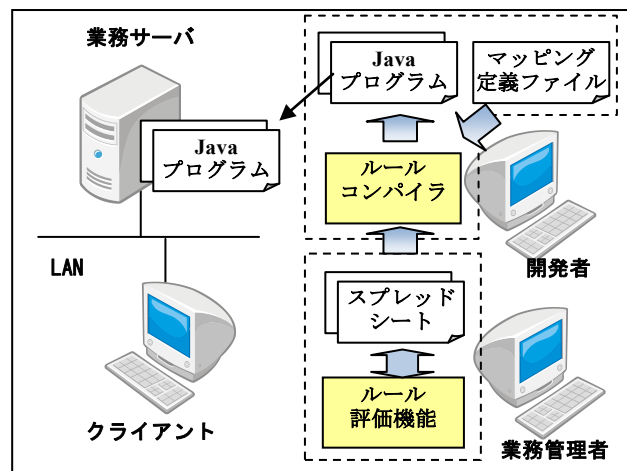 業務サーバ
Java
プログラム
マッピング
定義ファイル
Java
プログラム
ルール
コンパイラ
開発者
LAN
スプレッド
シート
ルール
評価機能
クライアント
業務管理者